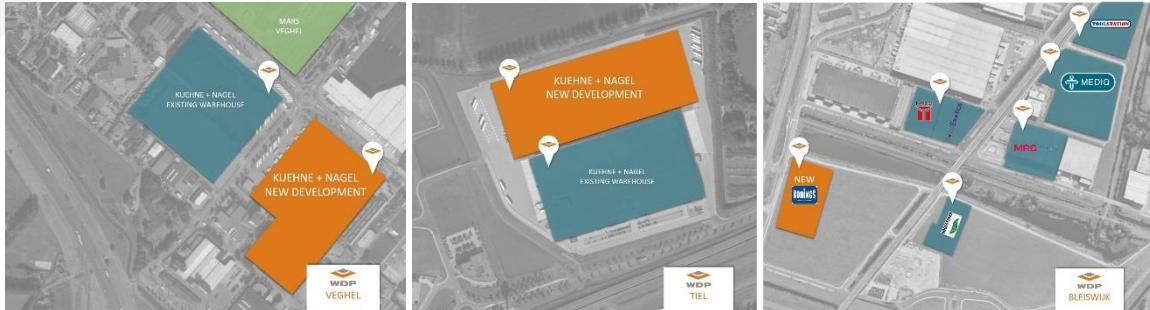 MARS
VEGHEL
KUEHNE + NAGEL
EXISTING WAREHOUSE
KUEHNE + NAGEL
NEW DEVELOPMENT
WDP
VEGHEL
KUEHNE + NAGEL
NEW DEVELOPMENT
KUEHNE + NAGEL
EXISTING WAREHOUSE
WDP
TIEL
TOOLSTATION
MEDIQ
MRC
NEW
KONINGS
WDP
BLEISWIJK